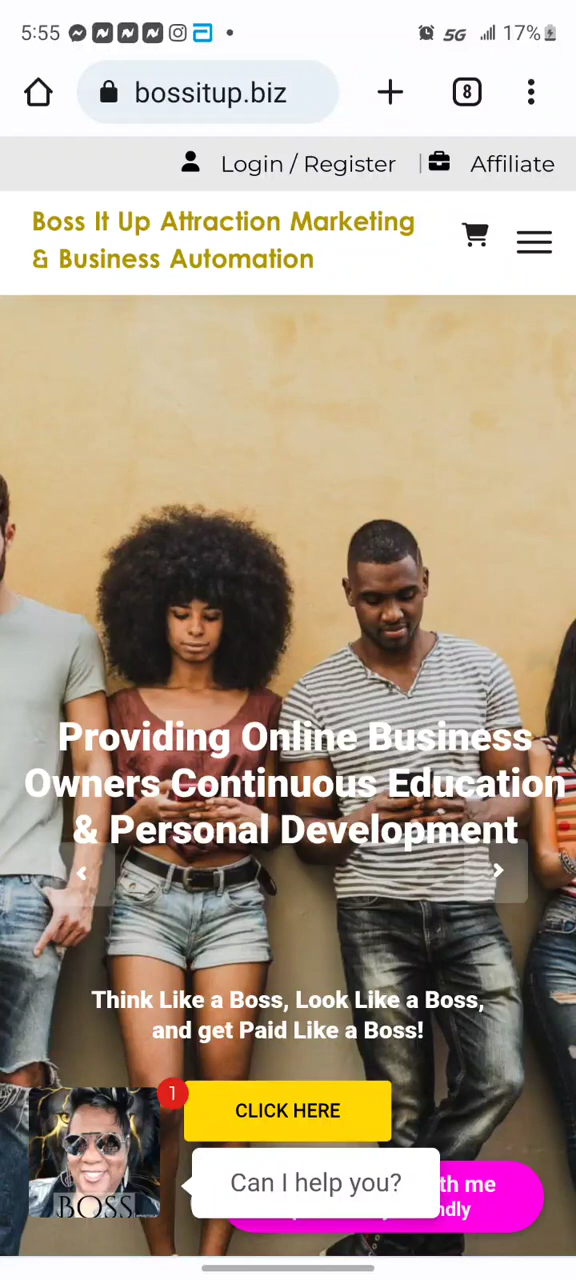 5:55
5G
17%
bossitup.biz
8
Login / Register | Affiliate
Boss It Up Attraction Marketing
& Business Automation
Providing Online Business
Owners Continuous Education
& Personal Development
Think Like a Boss, Look Like a Boss,
and get Paid Like a Boss!
1
CLICK HERE
Can I help you?
th me
ndly
BOSS